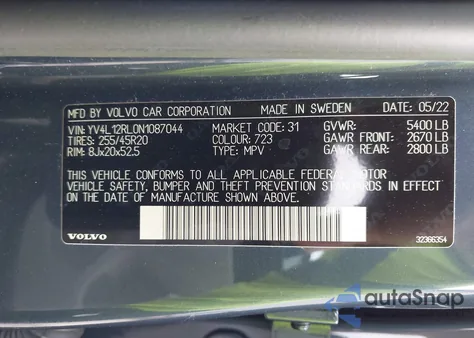 MFD BY VOLVO CAR CORPORATION MADE IN SWEDEN DATE: 05/22
VIN: YV4L12RL0N1087044 MARKET CODE: 31 GVWR: 5400 LB
TIRES: 255/45R20 COLOUR: 723 GAWR FRONT: 2670 LB
RIM: 8Jx20x52.5 TYPE: MPV GAWR REAR: 2800 LB
THIS VEHICLE CONFORMS TO ALL APPLICABLE FEDERAL MOTOR
VEHICLE SAFETY, BUMPER AND THEFT PREVENTION STANDARDS IN EFFECT
ON THE DATE OF MANUFACTURE SHOWN ABOVE.
VOLVO 32366354
autoSnap